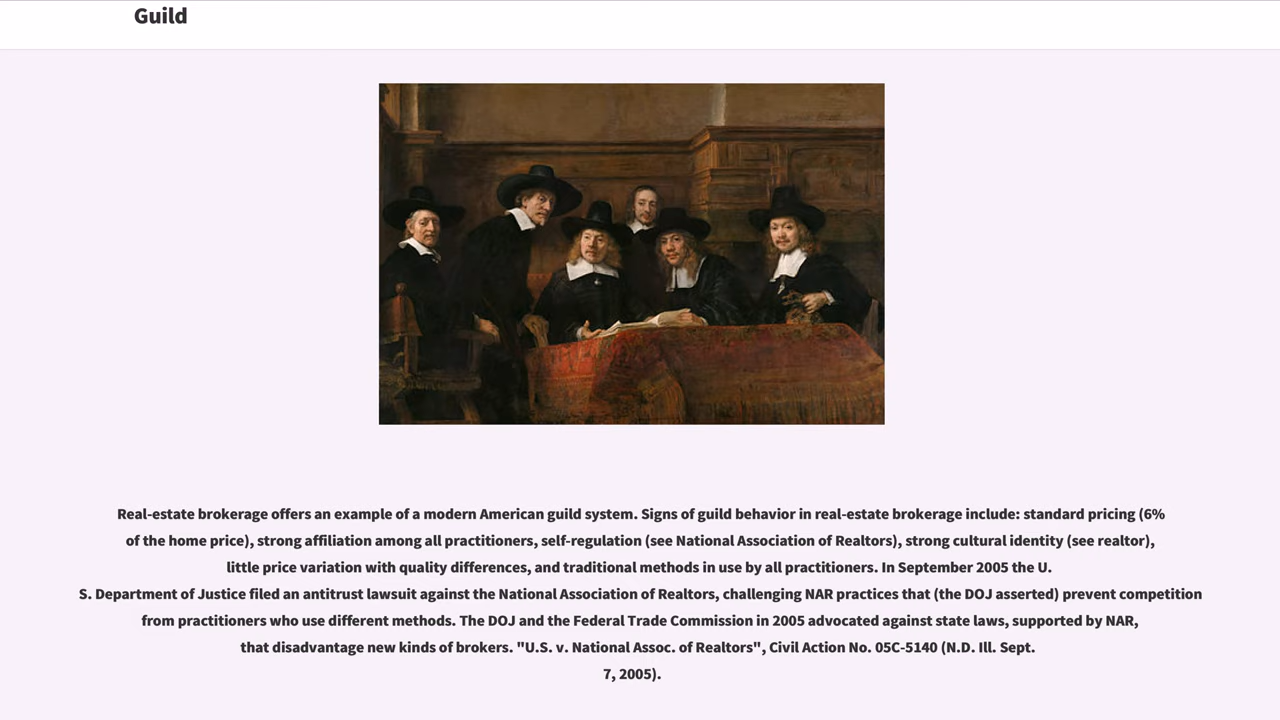 Guild
Real-estate brokerage offers an example of a modern American guild system. Signs of guild behavior in real-estate brokerage include: standard pricing (6%
of the home price), strong affiliation among all practitioners, self-regulation (see National Association of Realtors), strong cultural identity (see realtor),
little price variation with quality differences, and traditional methods in use by all practitioners. In September 2005 the U.
S. Department of Justice filed an antitrust lawsuit against the National Association of Realtors, challenging NAR practices that (the DOJ asserted) prevent competition
from practitioners who use different methods. The DOJ and the Federal Trade Commission in 2005 advocated against state laws, supported by NAR,
that disadvantage new kinds of brokers. "U.S. v. National Assoc. of Realtors", Civil Action No. 05C-5140 (N.D. Ill. Sept.
7, 2005).